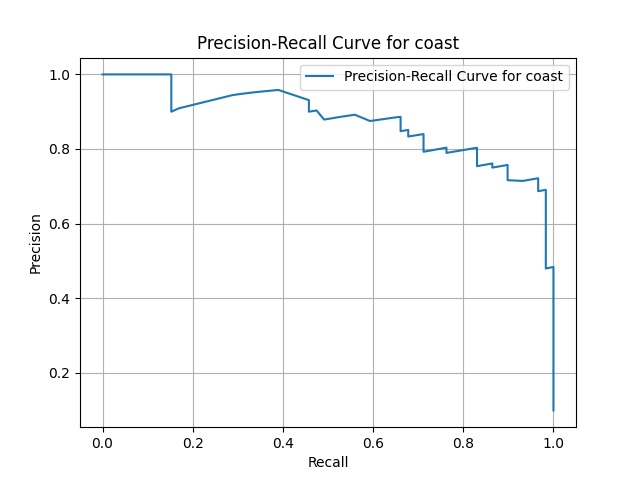 Precision-Recall Curve for coast
Precision-Recall Curve for coast
1.0
0.8
0.6
0.4
0.2
Precision
0.0 0.2 0.4 0.6 0.8 1.0
Recall